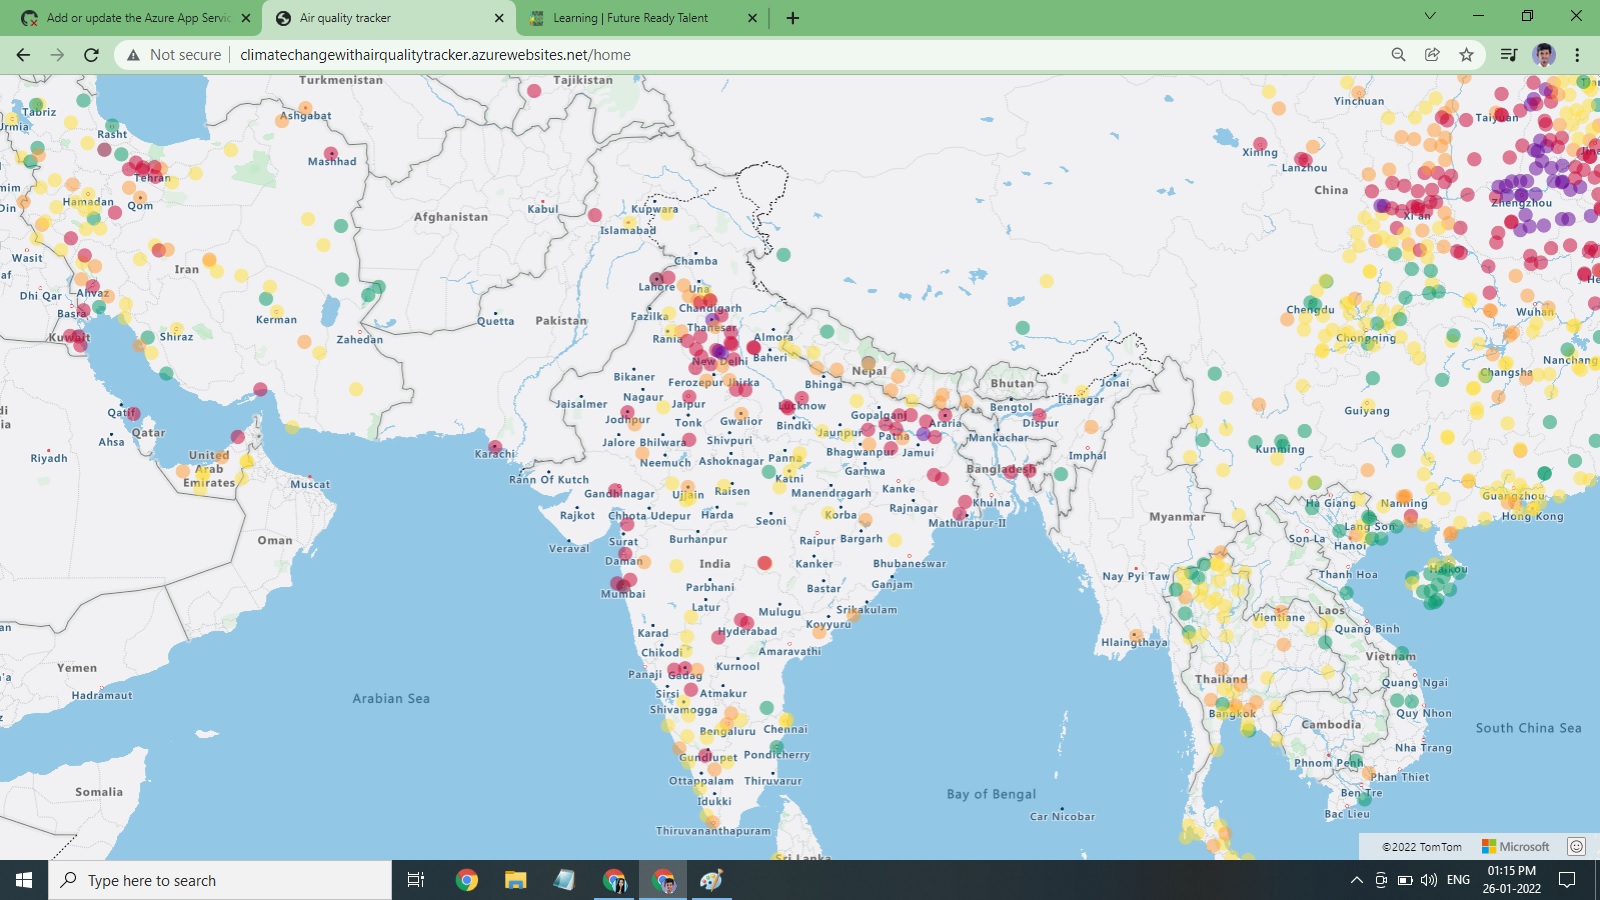 Add or update the Azure App Servic
Air quality tracker
Learning | Future Ready Talent
Not secure
climatechangewithairqualitytracker.azurewebsites.net/home
Turkmenistan
Tajikistan
Tabriz
Urmia
Rasht
Ashgabat
Mashhad
Tehran
Hamadan
Qom
Din
Kabul
Afghanistan
Kupwara
Islamabad
Yinchuan
Taiyuan
Xining
Lanzhou
China
Xi'an
Zhengzhou
Wasit
Iran
Chamba
Lahore
Una
Dhi Qar
Ahvaz
Basra
Kerman
Quetta
Pakistan
Fazilka
Chandigarh
Thanesar
Rania
Almora
Chengdu
Wuhan
Kuwait
Shiraz
Zahedan
New Delhi
Baheri
Chongqing
Nanchang
Bikaner
Ferozepur Jhirka
Bhinga
Nepal
Bhutan
Jonai
Changsha
Jaisalmer
Nagaur
Jaipur
Lucknow
Bengtol
Itanagar
Guiyang
Qatif
Jodhpur
Tonk
Gwalior
Bindki
Gopalganj
Araria
Dispur
Qatar
Ahsa
Jalore
Bhilwara
Shivpuri
Jaunpur
Patna
Mankachar
Riyadh
United
Arab
Emirates
Karachi
Neemuch
Ashoknagar
Panna
Bhagwanpur
Jamui
Imphal
Kunming
Muscat
Rann Of Kutch
Katni
Garhwa
Bangladesh
Gandhinagar
Ujjain
Raisen
Manendragarh
Kanke
Khulna
Ha Giang
Nanning
Guangzhou
Rajkot
Chhota Udepur
Harda
Seoni
Korba
Rajnagar
Mathurapur-II
Myanmar
Lang Son
Hong Kong
Oman
Veraval
Surat
Burhanpur
Raipur
Bargarh
Son La
Hanoi
Daman
India
Kanker
Bhubaneswar
Nay Pyi Taw
Thanh Hoa
Haikou
Mumbai
Parbhani
Bastar
Ganjam
Latur
Mulugu
Srikakulam
Laos
Vientiane
Karad
Hyderabad
Koyyuru
Hlaingthaya
Quang Binh
Chikodi
Amaravathi
Vietnam
Yemen
Panaji
Gadag
Kurnool
Thailand
Quang Ngai
Hadramaut
Arabian Sea
Sirsi
Atmakur
Shivamogga
Bangkok
Quy Nhon
Bengaluru
Chennai
Cambodia
South China Sea
Gundlupet
Pondicherry
Phnom Penh
Nha Trang
Somalia
Ottappalam
Thiruvarur
Phan Thiet
Idukki
Bay of Bengal
Ben Tre
Car Nicobar
Bac Lieu
Thiruvananthapuram
Sri Lanka
©2022 TomTom
Microsoft
Type here to search
ENG
01:15 PM
26-01-2022